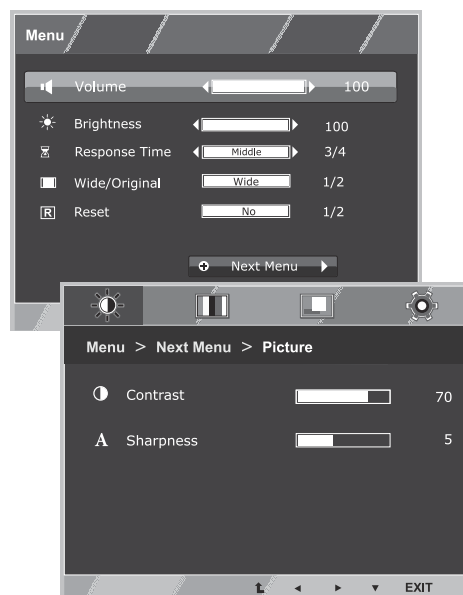 Menu
Volume 100
Brightness 100
Response Time Middle 3/4
Wide/Original Wide 1/2
R Reset No 1/2
Next Menu
Menu > Next Menu > Picture
Contrast 70
A Sharpness 5
EXIT